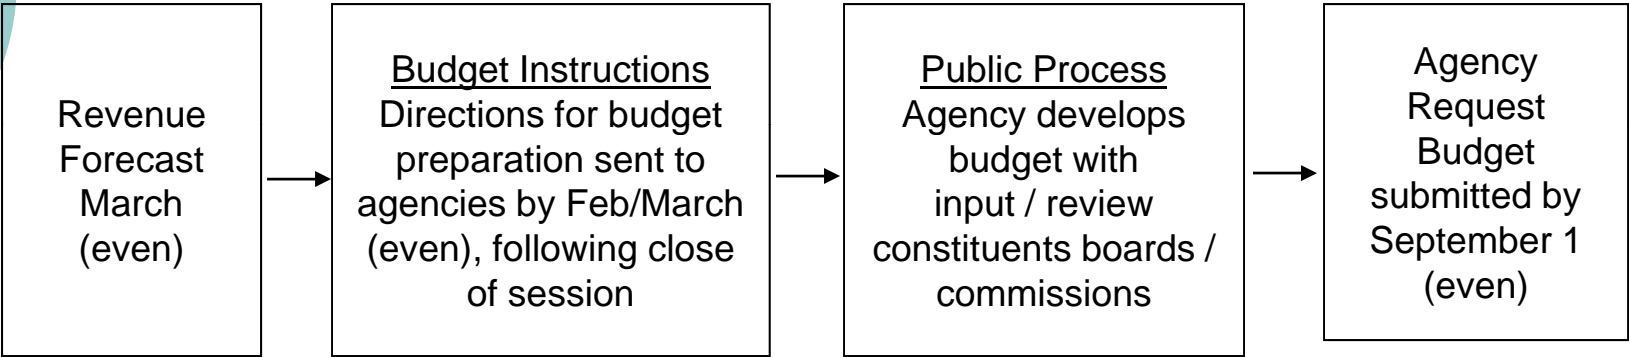 Revenue
Forecast
March
(even)
Budget Instructions
Directions for budget
preparation sent to
agencies by Feb/March
(even), following close
of session
Public Process
Agency develops
budget with
input / review
constituents boards /
commissions
Agency
Request
Budget
submitted by
September 1
(even)